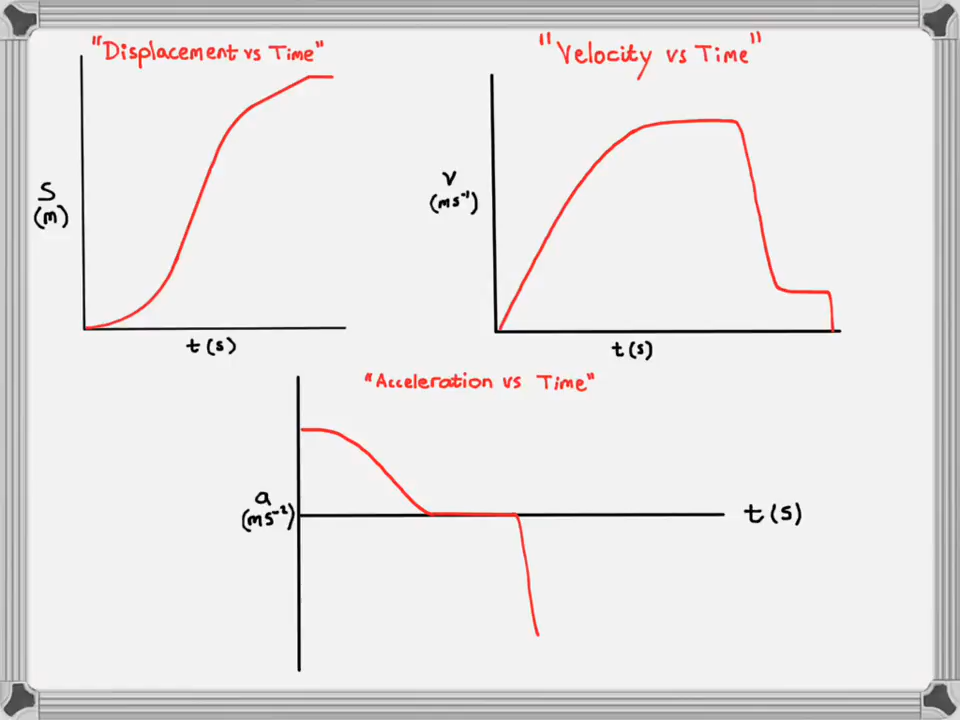 "Displacement vs Time"
S
(m)
t(s)
"Velocity vs Time"
v
(ms⁻¹)
t(s)
"Acceleration vs Time"
a
(ms⁻²)
t(s)